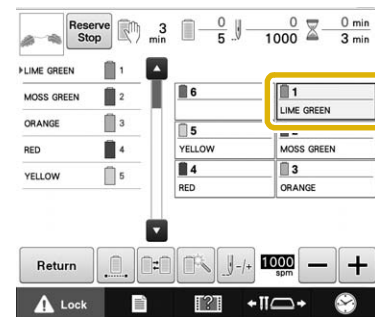 Reserve Stop
3 min
0 5
0 1000
0 min 3 min
LIME GREEN 1
MOSS GREEN 2
ORANGE 3
RED 4
YELLOW 5
6
1 LIME GREEN
5 YELLOW
MOSS GREEN
4 RED
3 ORANGE
Return
-/+
1000 spm
− +
Lock
?